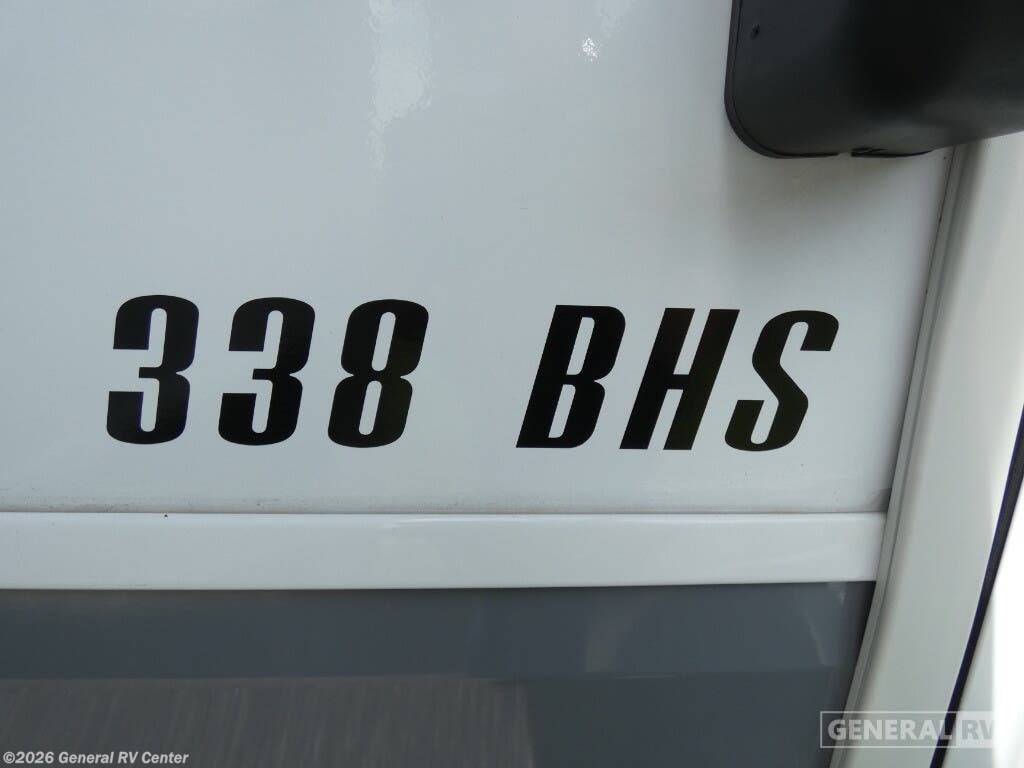 338 BHS
GENERAL RV
©2026 General RV Center